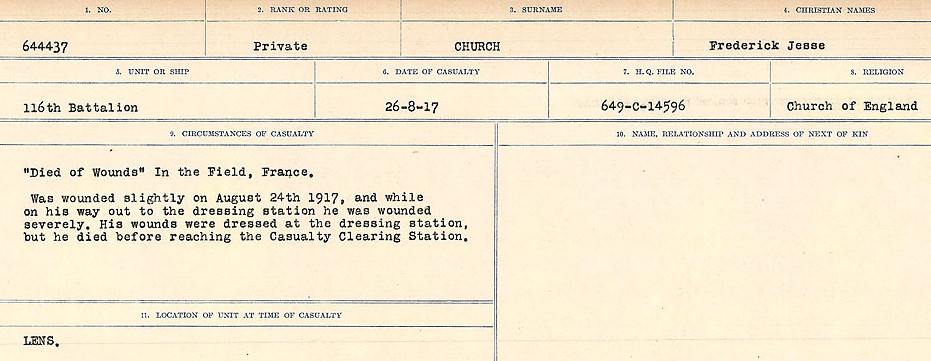 1. NO.
2. RANK OR RATING
3. SURNAME
4. CHRISTIAN NAMES
644437
Private
CHURCH
Frederick Jesse
5. UNIT OR SHIP
6. DATE OF CASUALTY
7. H.Q. FILE NO.
8. RELIGION
116th Battalion
26-8-17
649-C-14596
Church of England
9. CIRCUMSTANCES OF CASUALTY
"Died of Wounds" In the Field, France.
Was wounded slightly on August 24th 1917, and while
on his way out to the dressing station he was wounded
severely. His wounds were dressed at the dressing station,
but he died before reaching the Casualty Clearing Station.
10. NAME, RELATIONSHIP AND ADDRESS OF NEXT OF KIN
11. LOCATION OF UNIT AT TIME OF CASUALTY
LENS.